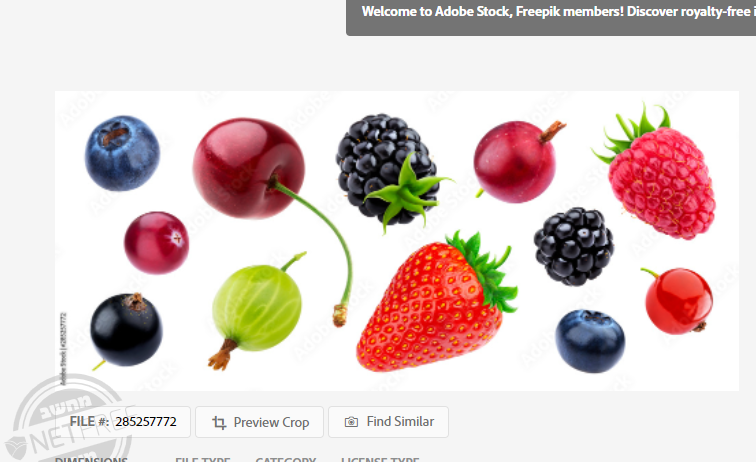 Welcome to Adobe Stock, Freepik members! Discover royalty-free i
Adobe Stock | #285257772
FILE #: 285257772
Preview Crop
Find Similar
NETFREE
DIMENSIONS
FILE TYPE
CATEGORY
LICENSE TYPE